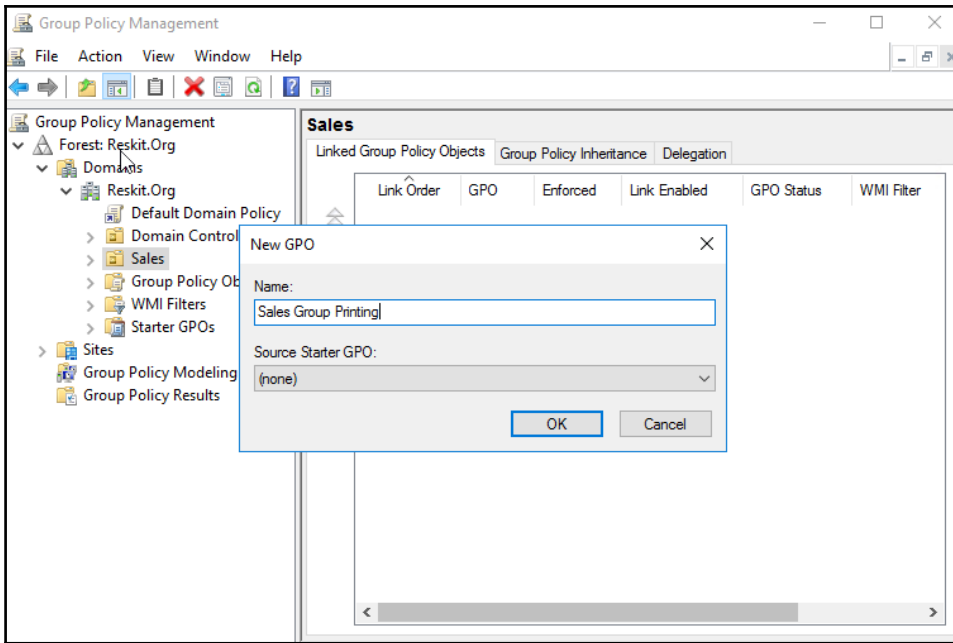 Group Policy Management
File Action View Window Help
Group Policy Management
Forest: Reskit.Org
Domains
Reskit.Org
Default Domain Policy
Domain Control
Sales
Group Policy Ob
WMI Filters
Starter GPOs
Sites
Group Policy Modeling
Group Policy Results
Sales
Linked Group Policy Objects Group Policy Inheritance Delegation
Link Order GPO Enforced Link Enabled GPO Status WMI Filter
New GPO
Name:
Sales Group Printing
Source Starter GPO:
(none)
OK Cancel